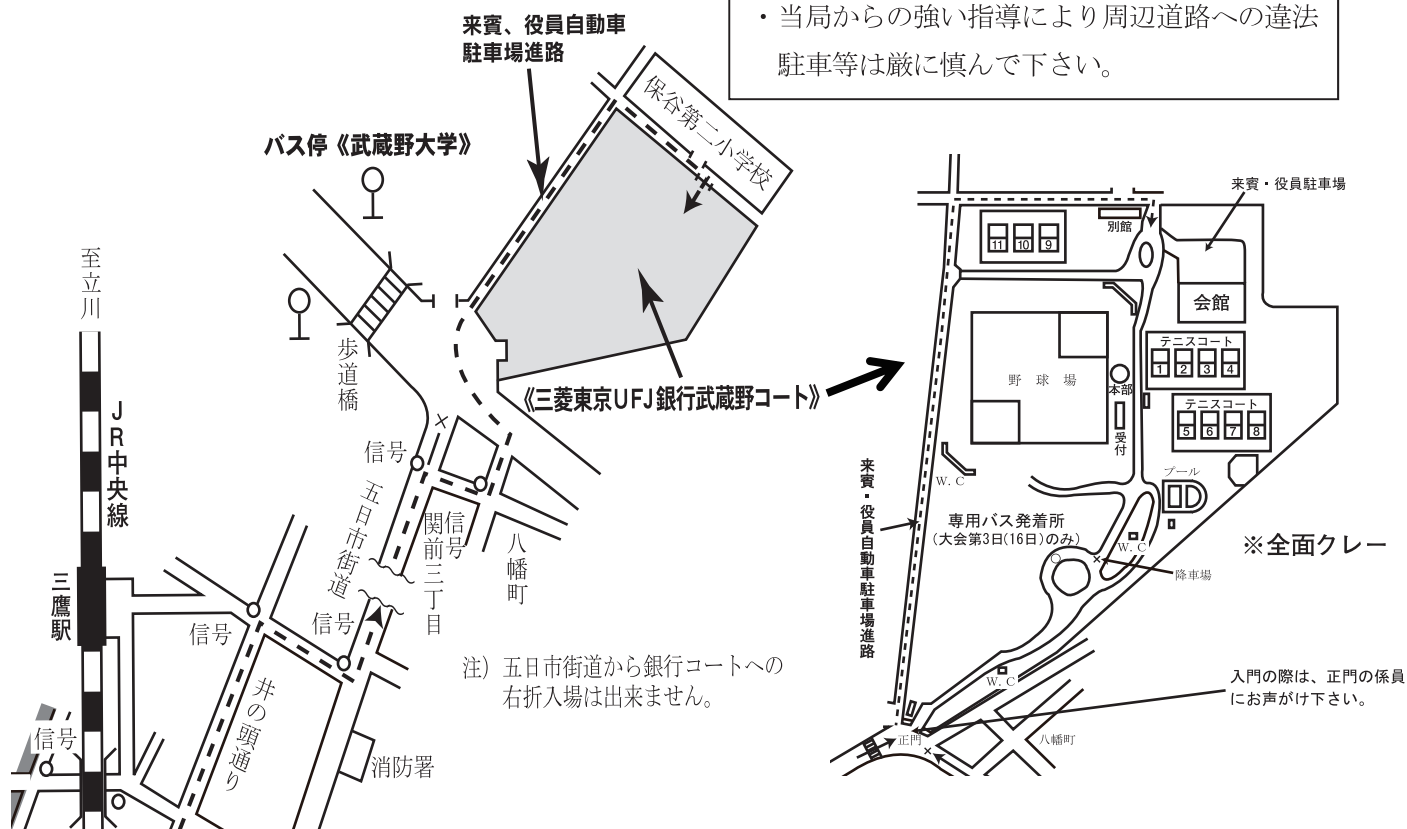 ・当局からの強い指導により周辺道路への違法
駐車等は厳に慎んで下さい。
来賓、役員自動車
駐車場進路
保谷第二小学校
バス停《武蔵野大学》
至立川
JR中央線
三鷹駅
歩道橋
《三菱東京UFJ銀行武蔵野コート》
信号
五日市街道
信号
関前三丁目
八幡町
信号
信号
信号
井の頭通り
消防署
注）五日市街道から銀行コートへの
右折入場は出来ません。
来賓・役員駐車場
別館
11
10
9
会館
テニスコート
1
2
3
4
野球場
本部
受付
テニスコート
5
6
7
8
プール
W.C
来賓・役員自動車駐車場進路
専用バス発着所
(大会第3日(16日)のみ)
W.C
降車場
※全面クレー
W.C
入門の際は、正門の係員
にお声がけ下さい。
正門
八幡町